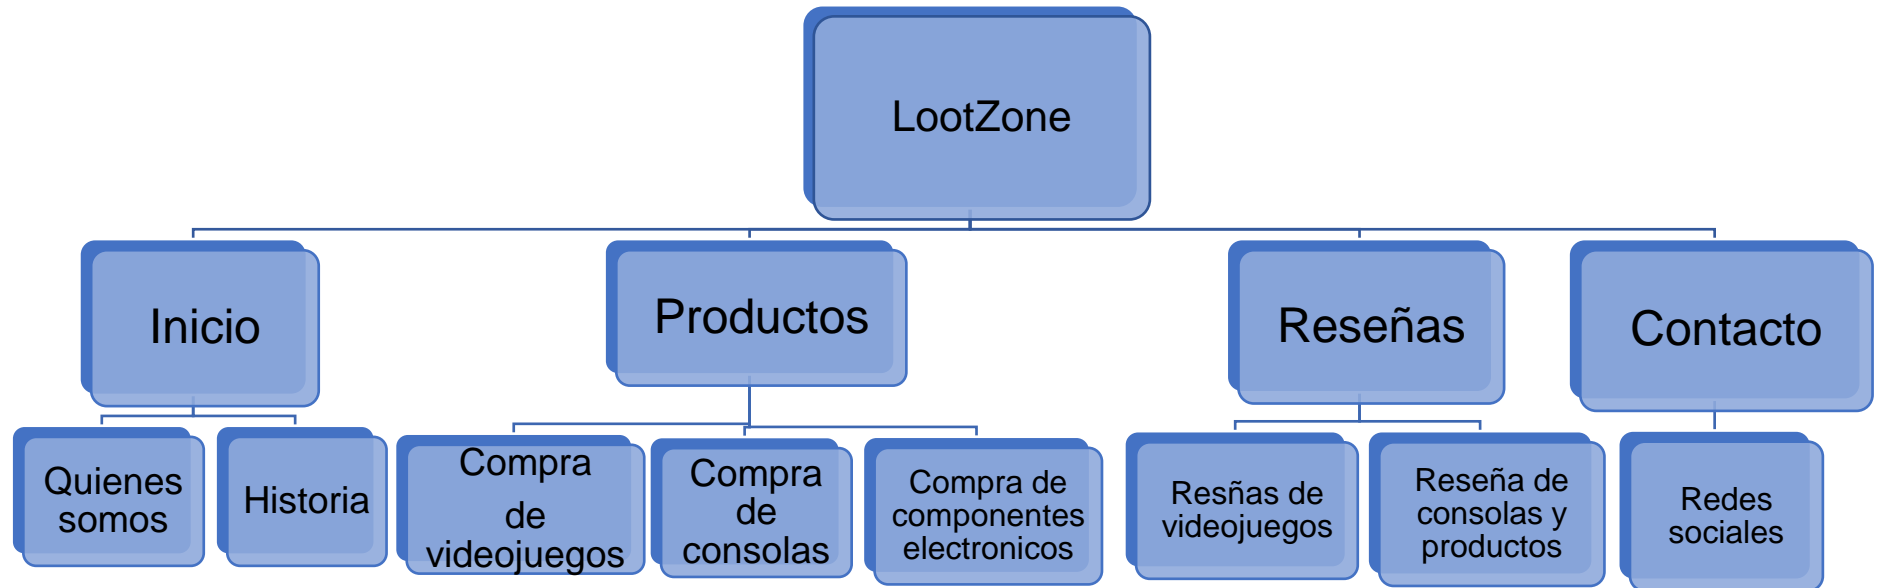 LootZone
Inicio
Productos
Reseñas
Contacto
Quienes
somos
Historia
Compra
de
videojuegos
Compra
de
consolas
Compra de
componentes
electronicos
Resñas de
videojuegos
Reseña de
consolas y
productos
Redes
sociales